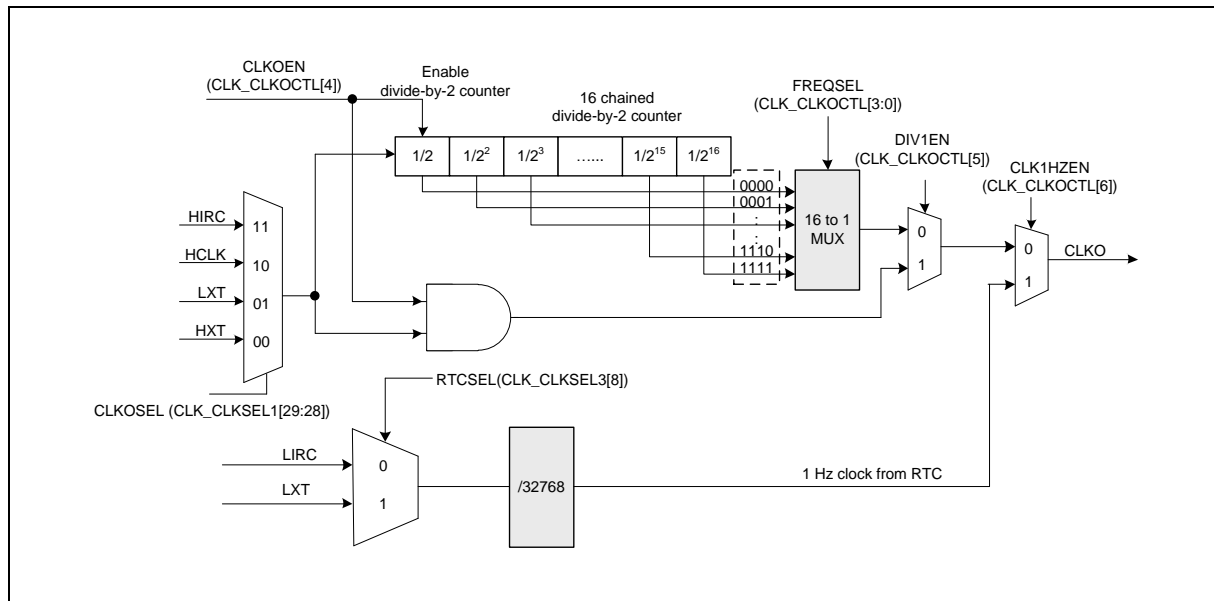 CLKOEN
(CLK_CLKOCTL[4])
Enable
divide-by-2 counter
16 chained
divide-by-2 counter
FREQSEL
(CLK_CLKOCTL[3:0])
DIV1EN
(CLK_CLKOCTL[5])
CLK1HZEN
(CLK_CLKOCTL[6])
1/2 1/2² 1/2³ …... 1/2¹⁵ 1/2¹⁶
0000
0001
:
:
1110
1111
16 to 1
MUX
0
1
0
1
CLKO
HIRC 11
HCLK 10
LXT 01
HXT 00
CLKOSEL (CLK_CLKSEL1[29:28])
RTCSEL(CLK_CLKSEL3[8])
LIRC 0
LXT 1
/32768
1 Hz clock from RTC